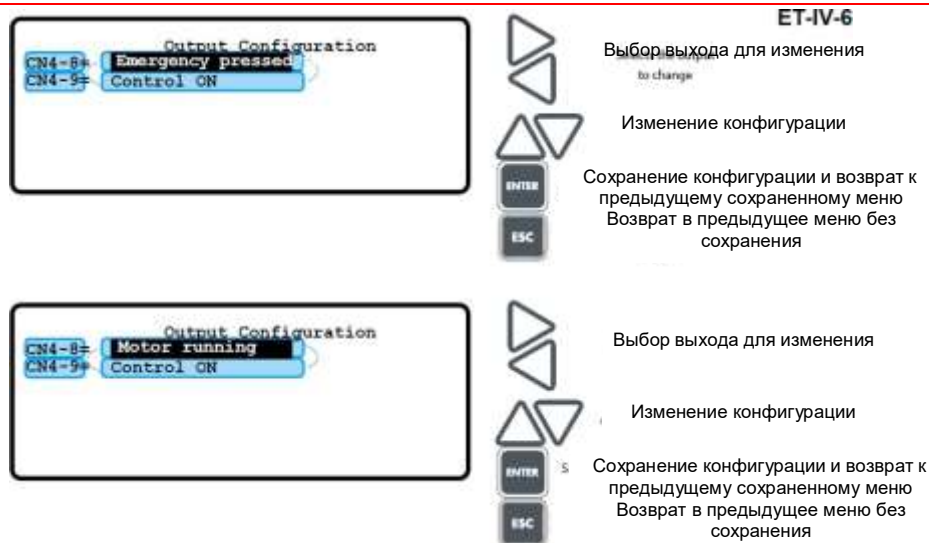 ET-IV-6
Output Configuration
CN4-8= Emergency pressed
CN4-9= Control ON
Выбор выхода для изменения
to change
Изменение конфигурации
ENTER
Сохранение конфигурации и возврат к
предыдущему сохраненному меню
ESC
Возврат в предыдущее меню без
сохранения
Output Configuration
CN4-8= Motor running
CN4-9= Control ON
Выбор выхода для изменения
Изменение конфигурации
ENTER
S
Сохранение конфигурации и возврат к
предыдущему сохраненному меню
ESC
Возврат в предыдущее меню без
сохранения